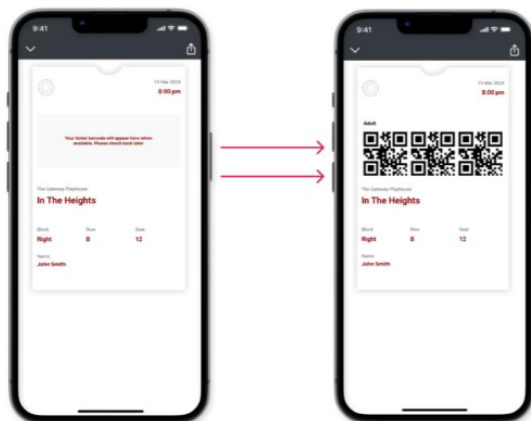 9:41
15 Mar 2024
8:00 pm
Your ticket barcode will appear here when
available. Please check back later
The Gateway Playhouse
In The Heights
Block Row Seat
Right B 12
Name
John Smith
9:41
15 Mar 2024
8:00 pm
Adult
The Gateway Playhouse
In The Heights
Block Row Seat
Right B 12
Name
John Smith